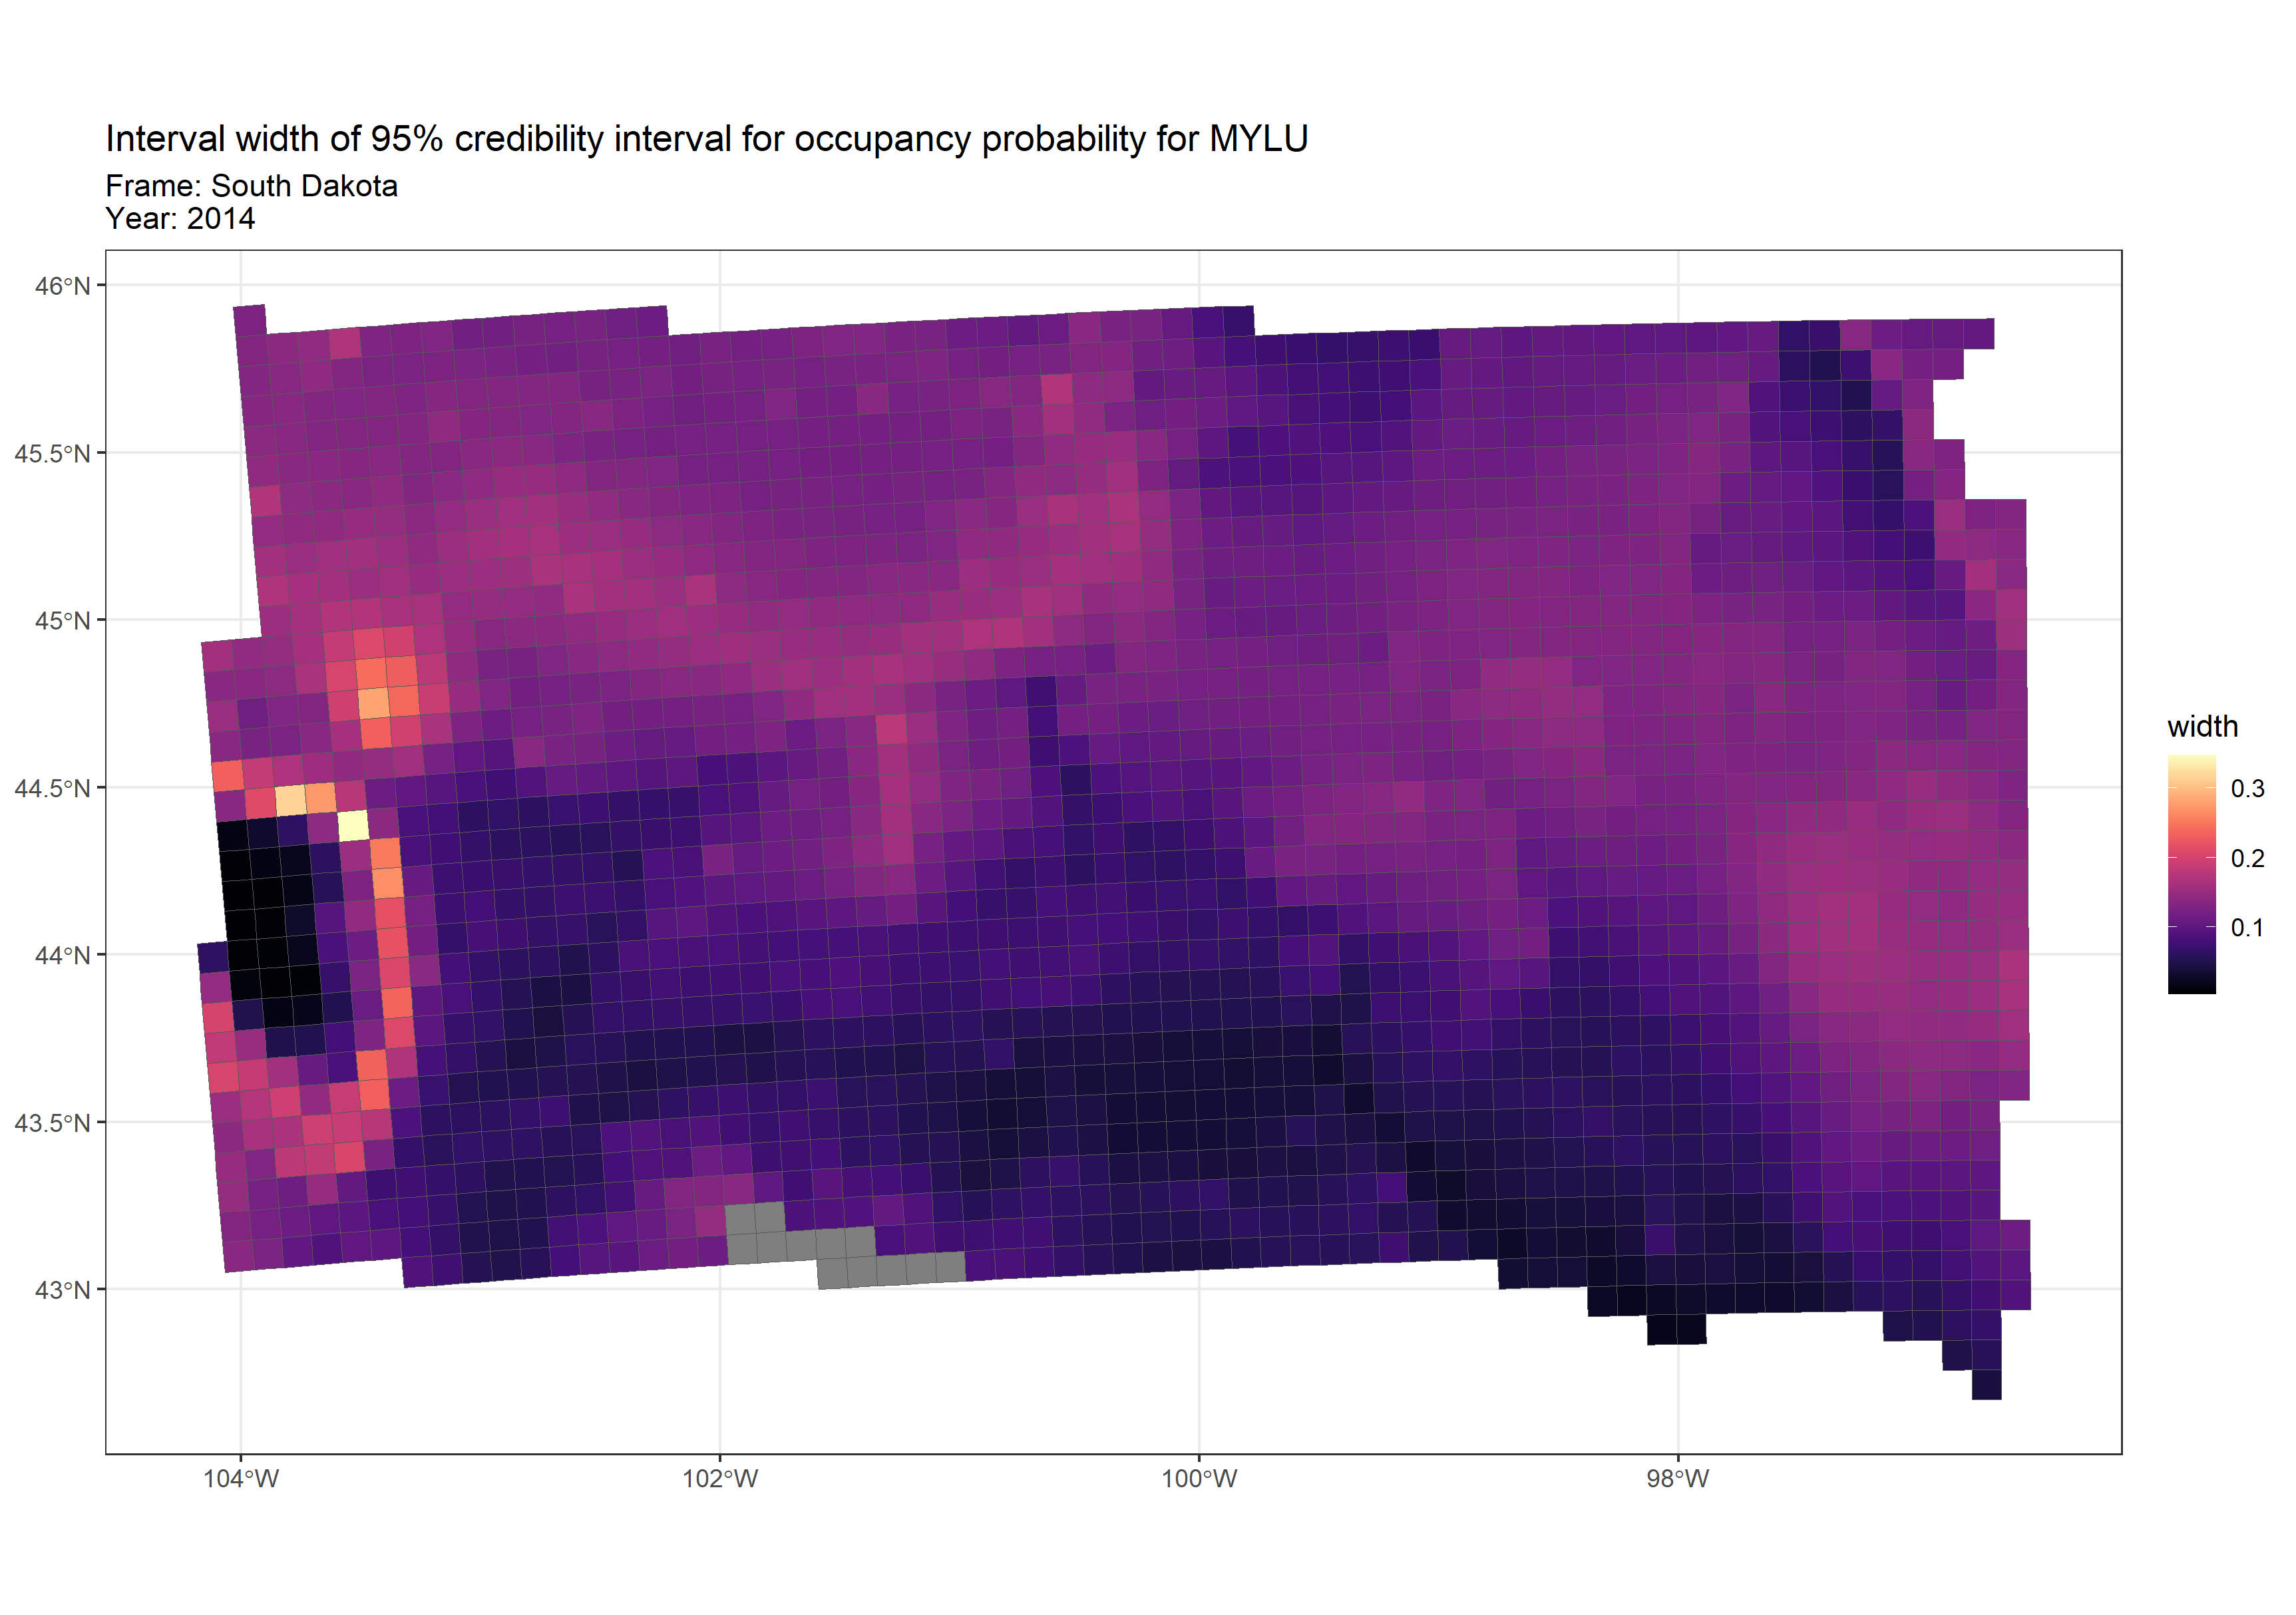 Interval width of 95% credibility interval for occupancy probability for MYLU
Frame: South Dakota
Year: 2014
46°N
45.5°N
45°N
44.5°N
44°N
43.5°N
43°N
104°W
102°W
100°W
98°W
width
0.3
0.2
0.1